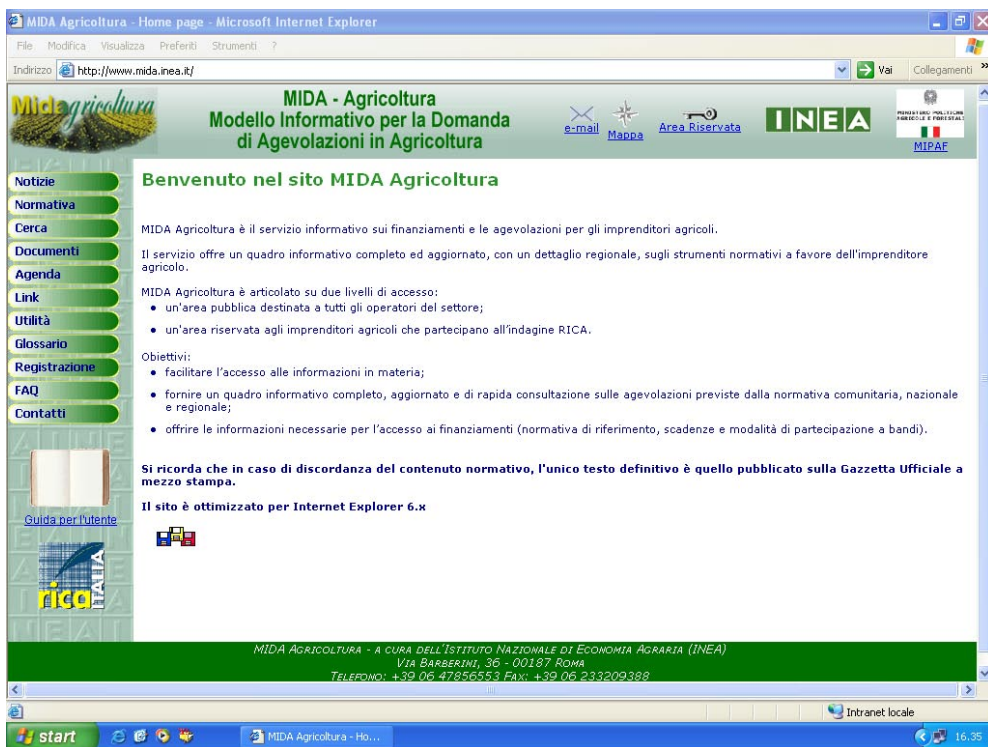 MIDA Agricoltura - Home page - Microsoft Internet Explorer
File Modifica Visualizza Preferiti Strumenti ?
Indirizzo http://www.mida.inea.it/ Vai Collegamenti »
Midagricoltura
MIDA - Agricoltura
Modello Informativo per la Domanda
di Agevolazioni in Agricoltura
e-mail Mappa Area Riservata
INEA
MINISTERO POLITICHE
AGRICOLE E FORESTALI
MIPAF
Notizie
Normativa
Cerca
Documenti
Agenda
Link
Utilità
Glossario
Registrazione
FAQ
Contatti
Guida per l'utente
rica ITALIA
Benvenuto nel sito MIDA Agricoltura
MIDA Agricoltura è il servizio informativo sui finanziamenti e le agevolazioni per gli imprenditori agricoli.
Il servizio offre un quadro informativo completo ed aggiornato, con un dettaglio regionale, sugli strumenti normativi a favore dell'imprenditore
agricolo.
MIDA Agricoltura è articolato su due livelli di accesso:
• un'area pubblica destinata a tutti gli operatori del settore;
• un'area riservata agli imprenditori agricoli che partecipano all'indagine RICA.
Obiettivi:
• facilitare l'accesso alle informazioni in materia;
• fornire un quadro informativo completo, aggiornato e di rapida consultazione sulle agevolazioni previste dalla normativa comunitaria, nazionale
e regionale;
• offrire le informazioni necessarie per l'accesso ai finanziamenti (normativa di riferimento, scadenze e modalità di partecipazione a bandi).
Si ricorda che in caso di discordanza del contenuto normativo, l'unico testo definitivo è quello pubblicato sulla Gazzetta Ufficiale a
mezzo stampa.
Il sito è ottimizzato per Internet Explorer 6.x
MIDA Agricoltura - a cura dell'Istituto Nazionale di Economia Agraria (INEA)
Via Barberini, 36 - 00187 Roma
Telefono: +39 06 47856553 Fax: +39 06 233209388
Intranet locale
start MIDA Agricoltura - Ho... 16.35